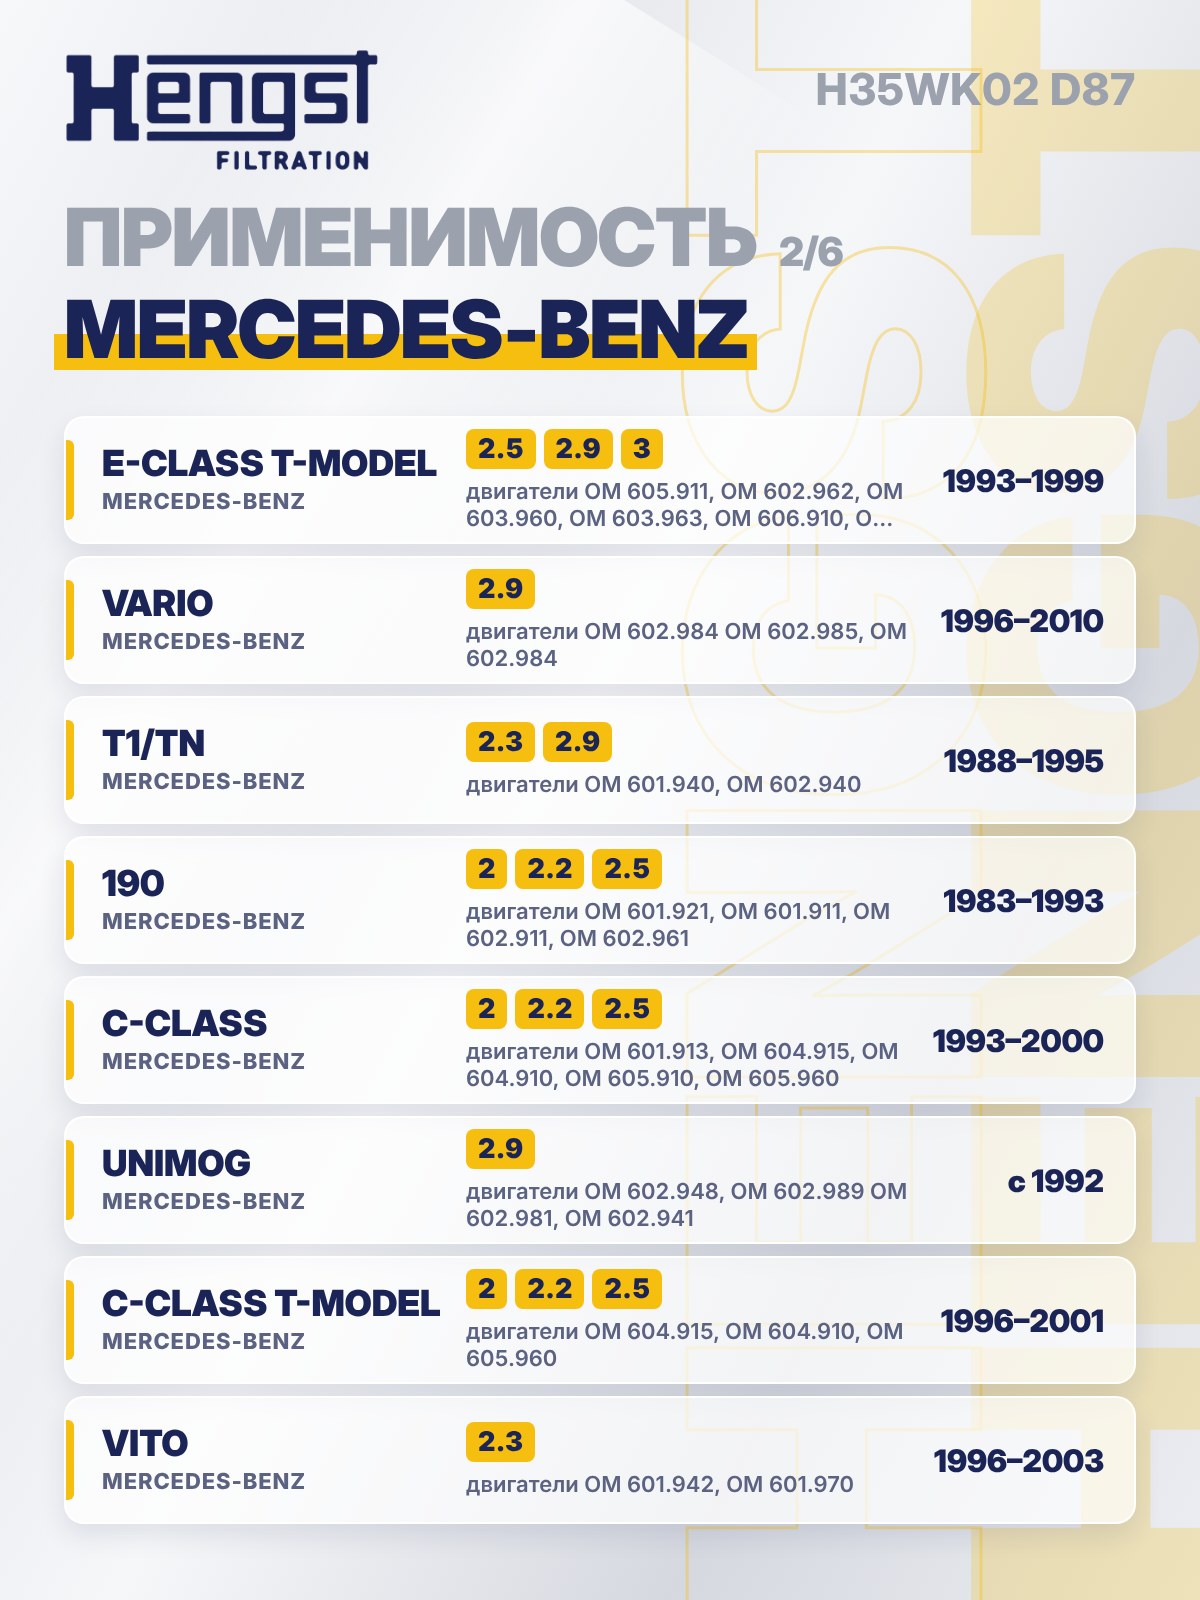 Hengst
FILTRATION
H35WK02 D87
ПРИМЕНИМОСТЬ 2/6
MERCEDES-BENZ
E-CLASS T-MODEL
MERCEDES-BENZ
2.5 2.9 3
двигатели OM 605.911, OM 602.962, OM
603.960, OM 603.963, OM 606.910, O...
1993–1999
VARIO
MERCEDES-BENZ
2.9
двигатели OM 602.984 OM 602.985, OM
602.984
1996–2010
T1/TN
MERCEDES-BENZ
2.3 2.9
двигатели OM 601.940, OM 602.940
1988–1995
190
MERCEDES-BENZ
2 2.2 2.5
двигатели OM 601.921, OM 601.911, OM
602.911, OM 602.961
1983–1993
C-CLASS
MERCEDES-BENZ
2 2.2 2.5
двигатели OM 601.913, OM 604.915, OM
604.910, OM 605.910, OM 605.960
1993–2000
UNIMOG
MERCEDES-BENZ
2.9
двигатели OM 602.948, OM 602.989 OM
602.981, OM 602.941
с 1992
C-CLASS T-MODEL
MERCEDES-BENZ
2 2.2 2.5
двигатели OM 604.915, OM 604.910, OM
605.960
1996–2001
VITO
MERCEDES-BENZ
2.3
двигатели OM 601.942, OM 601.970
1996–2003
HENGST
HENGST